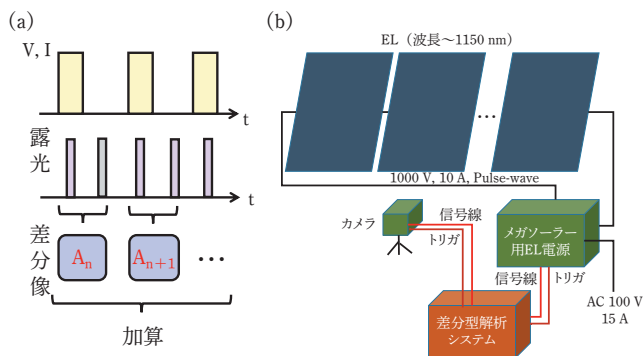 (a)
V, I
t
露光
t
差分像
An
An+1
...
加算
(b)
EL（波長～1150 nm）
...
1000 V, 10 A, Pulse-wave
カメラ
信号線
トリガ
メガソーラー
用EL電源
信号線
トリガ
AC 100 V
15 A
差分型解析
システム